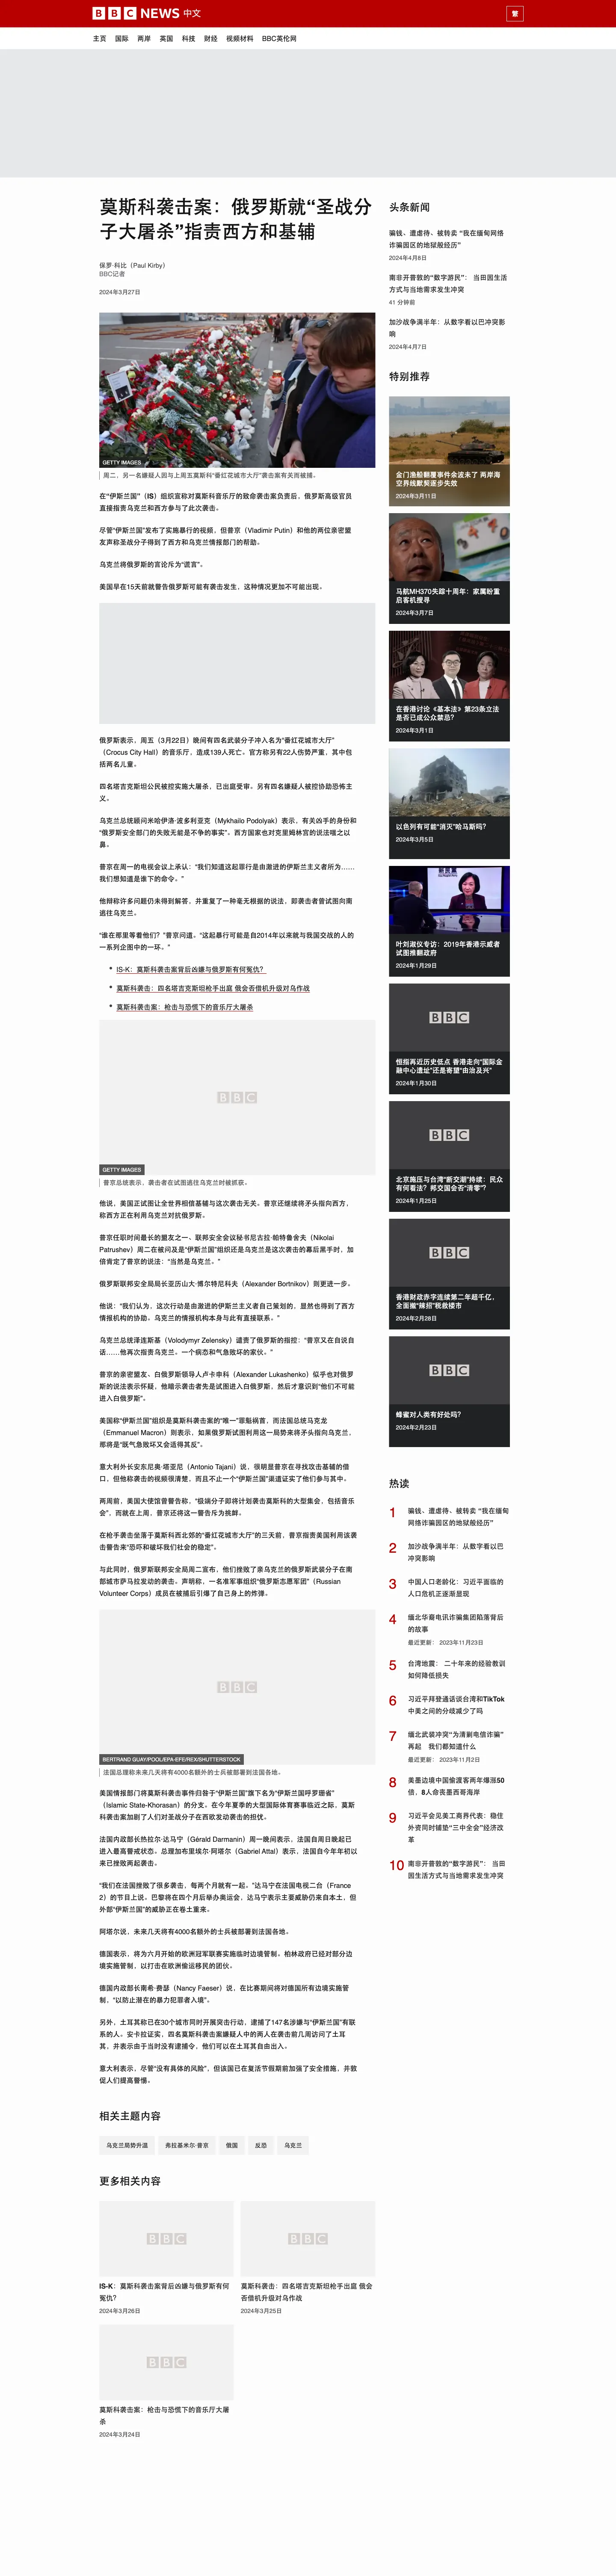 BBC NEWS 中文
繁
主页 国际 两岸 英国 科技 财经 视频材料 BBC英伦网
莫斯科袭击案：俄罗斯就“圣战分
子大屠杀”指责西方和基辅
保罗·科比（Paul Kirby）
BBC记者
2024年3月27日
GETTY IMAGES
周二，另一名嫌疑人因与上周五莫斯科“番红花城市大厅”袭击案有关而被捕。
在“伊斯兰国”（IS）组织宣称对莫斯科音乐厅的致命袭击案负责后，俄罗斯高级官员
直接指责乌克兰和西方参与了此次袭击。
尽管“伊斯兰国”发布了实施暴行的视频，但普京（Vladimir Putin）和他的两位亲密盟
友声称圣战分子得到了西方和乌克兰情报部门的帮助。
乌克兰将俄罗斯的言论斥为“谎言”。
美国早在15天前就警告俄罗斯可能有袭击发生，这种情况更加不可能出现。
俄罗斯表示，周五（3月22日）晚间有四名武装分子冲入名为“番红花城市大厅”
（Crocus City Hall）的音乐厅，造成139人死亡。官方称另有22人伤势严重，其中包
括两名儿童。
四名塔吉克斯坦公民被控实施大屠杀，已出庭受审。另有四名嫌疑人被控协助恐怖主
义。
乌克兰总统顾问米哈伊洛·波多利亚克（Mykhailo Podolyak）表示，有关凶手的身份和
“俄罗斯安全部门的失败无能是不争的事实”。西方国家也对克里姆林宫的说法嗤之以
鼻。
普京在周一的电视会议上承认：“我们知道这起罪行是由激进的伊斯兰主义者所为……
我们想知道是谁下的命令。”
他辩称许多问题仍未得到解答，并重复了一种毫无根据的说法，即袭击者曾试图向南
逃往乌克兰。
“谁在那里等着他们？”普京问道。“这起暴行可能是自2014年以来就与我国交战的人的
一系列企图中的一环。”
IS-K：莫斯科袭击案背后凶嫌与俄罗斯有何冤仇？
莫斯科袭击：四名塔吉克斯坦枪手出庭 俄会否借机升级对乌作战
莫斯科袭击案：枪击与恐慌下的音乐厅大屠杀
BBC
GETTY IMAGES
普京总统表示，袭击者在试图逃往乌克兰时被抓获。
他说，美国正试图让全世界相信基辅与这次袭击无关。普京还继续将矛头指向西方，
称西方正在利用乌克兰对抗俄罗斯。
普京任职时间最长的盟友之一、联邦安全会议秘书尼古拉·帕特鲁舍夫（Nikolai
Patrushev）周二在被问及是“伊斯兰国”组织还是乌克兰是这次袭击的幕后黑手时，加
倍肯定了普京的说法：“当然是乌克兰。”
俄罗斯联邦安全局局长亚历山大·博尔特尼科夫（Alexander Bortnikov）则更进一步。
他说：“我们认为，这次行动是由激进的伊斯兰主义者自己策划的，显然也得到了西方
情报机构的协助。乌克兰的情报机构本身与此有直接联系。”
乌克兰总统泽连斯基（Volodymyr Zelensky）谴责了俄罗斯的指控：“普京又在自说自
话……他再次指责乌克兰。一个病态和气急败坏的家伙。”
普京的亲密盟友、白俄罗斯领导人卢卡申科（Alexander Lukashenko）似乎也对俄罗
斯的说法表示怀疑，他暗示袭击者先是试图进入白俄罗斯，然后才意识到“他们不可能
进入白俄罗斯”。
美国称“伊斯兰国”组织是莫斯科袭击案的“唯一”罪魁祸首，而法国总统马克龙
（Emmanuel Macron）则表示，如果俄罗斯试图利用这一局势来将矛头指向乌克兰，
那将是“既气急败坏又会适得其反”。
意大利外长安东尼奥·塔亚尼（Antonio Tajani）说，很明显普京在寻找攻击基辅的借
口，但他称袭击的视频很清楚，而且不止一个“伊斯兰国”渠道证实了他们参与其中。
两周前，美国大使馆曾警告称，“极端分子即将计划袭击莫斯科的大型集会，包括音乐
会”，而就在上周，普京还将这一警告斥为挑衅。
在枪手袭击坐落于莫斯科西北郊的“番红花城市大厅”的三天前，普京指责美国利用该袭
击警告来“恐吓和破坏我们社会的稳定”。
与此同时，俄罗斯联邦安全局周二宣布，他们挫败了亲乌克兰的俄罗斯武装分子在南
部城市萨马拉发动的袭击。声明称，一名准军事组织“俄罗斯志愿军团”（Russian
Volunteer Corps）成员在被捕后引爆了自己身上的炸弹。
BBC
BERTRAND GUAY/POOL/EPA-EFE/REX/SHUTTERSTOCK
法国总理称未来几天将有4000名额外的士兵被部署到法国各地。
美国情报部门将莫斯科袭击事件归咎于“伊斯兰国”旗下名为“伊斯兰国呼罗珊省”
（Islamic State-Khorasan）的分支。在今年夏季的大型国际体育赛事临近之际，莫斯
科袭击案加剧了人们对圣战分子在西欧发动袭击的担忧。
法国内政部长热拉尔·达马宁（Gérald Darmanin）周一晚间表示，法国自周日晚起已
进入最高警戒状态。总理加布里埃尔·阿塔尔（Gabriel Attal）表示，法国自今年年初以
来已挫败两起袭击。
“我们在法国挫败了很多袭击，每两个月就有一起。”达马宁在法国电视二台（France
2）的节目上说。巴黎将在四个月后举办奥运会，达马宁表示主要威胁仍来自本土，但
外部“伊斯兰国”的威胁正在卷土重来。
阿塔尔说，未来几天将有4000名额外的士兵被部署到法国各地。
德国表示，将为六月开始的欧洲冠军联赛实施临时边境管制。柏林政府已经对部分边
境实施管制，以打击在欧洲偷运移民的团伙。
德国内政部长南希·费瑟（Nancy Faeser）说，在比赛期间将对德国所有边境实施管
制，“以防止潜在的暴力犯罪者入境”。
另外，土耳其称已在30个城市同时开展突击行动，逮捕了147名涉嫌与“伊斯兰国”有联
系的人。安卡拉证实，四名莫斯科袭击案嫌疑人中的两人在袭击前几周访问了土耳
其，并表示由于当时没有逮捕令，他们可以在土耳其自由出入。
意大利表示，尽管“没有具体的风险”，但该国已在复活节假期前加强了安全措施，并敦
促人们提高警惕。
相关主题内容
乌克兰局势升温 弗拉基米尔·普京 俄国 反恐 乌克兰
更多相关内容
BBC
BBC
IS-K：莫斯科袭击案背后凶嫌与俄罗斯有何
冤仇？
2024年3月26日
莫斯科袭击：四名塔吉克斯坦枪手出庭 俄会
否借机升级对乌作战
2024年3月25日
BBC
莫斯科袭击案：枪击与恐慌下的音乐厅大屠
杀
2024年3月24日
头条新闻
骗钱、遭虐待、被转卖 “我在缅甸网络
诈骗园区的地狱般经历”
2024年4月8日
南非开普敦的“数字游民”： 当田园生活
方式与当地需求发生冲突
41 分钟前
加沙战争满半年：从数字看以巴冲突影
响
2024年4月7日
特别推荐
金门渔船翻覆事件余波未了 两岸海
空界线默契逐步失效
2024年3月11日
马航MH370失踪十周年：家属盼重
启客机搜寻
2024年3月7日
在香港讨论《基本法》第23条立法
是否已成公众禁忌？
2024年3月1日
以色列有可能“消灭”哈马斯吗？
2024年3月5日
叶刘淑仪专访：2019年香港示威者
试图推翻政府
2024年1月29日
BBC
恒指再近历史低点 香港走向“国际金
融中心遗址”还是寄望“由治及兴”
2024年1月30日
BBC
北京施压与台湾“断交潮”持续：民众
有何看法？邦交国会否“清零”？
2024年1月25日
BBC
香港财政赤字连续第二年超千亿，
全面撤“辣招”税救楼市
2024年2月28日
BBC
蜂蜜对人类有好处吗？
2024年2月23日
热读
1 骗钱、遭虐待、被转卖 “我在缅甸
网络诈骗园区的地狱般经历”
2 加沙战争满半年：从数字看以巴
冲突影响
3 中国人口老龄化：习近平面临的
人口危机正逐渐显现
4 缅北华裔电讯诈骗集团陷落背后
的故事
最近更新： 2023年11月23日
5 台湾地震： 二十年来的经验教训
如何降低损失
6 习近平拜登通话谈台湾和TikTok
中美之间的分歧减少了吗
7 缅北武装冲突“为清剿电信诈骗”
再起 我们都知道什么
最近更新： 2023年11月2日
8 美墨边境中国偷渡客两年爆涨50
倍，8人命丧墨西哥海岸
9 习近平会见美工商界代表：稳住
外资同时铺垫“三中全会”经济改
革
10 南非开普敦的“数字游民”： 当田
园生活方式与当地需求发生冲突